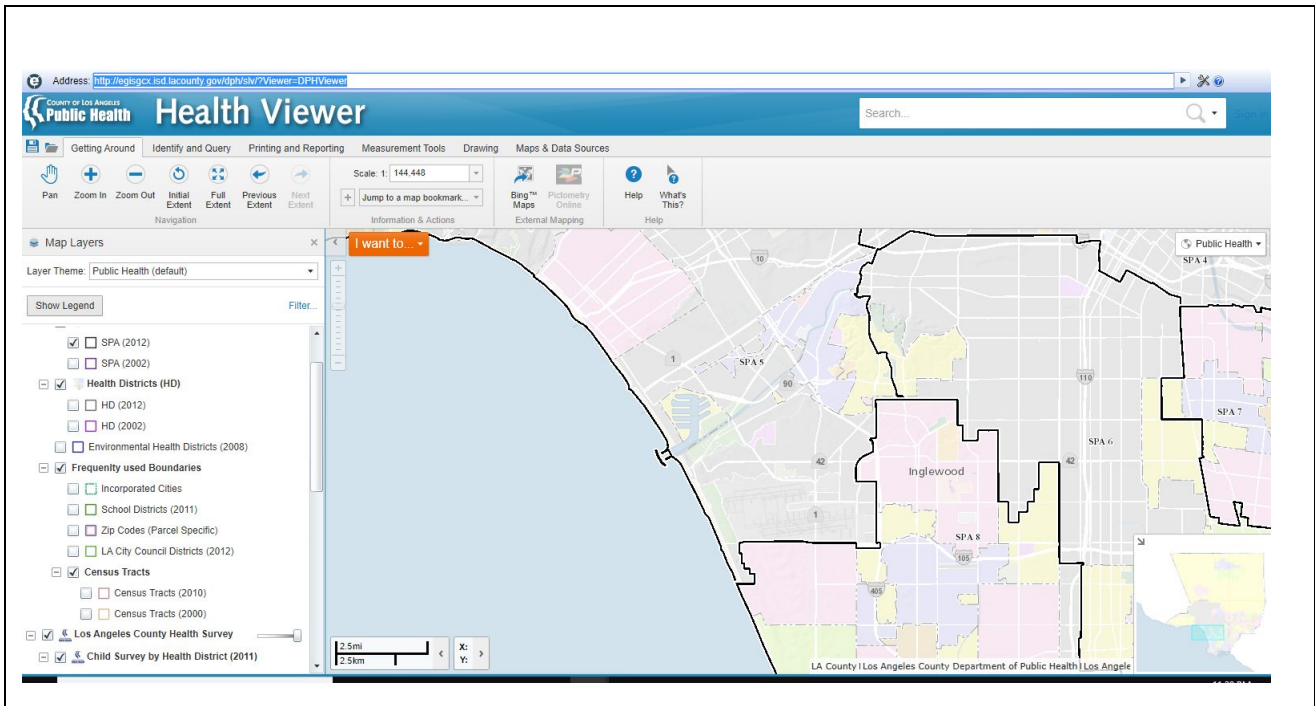 Address: http://egisgcx.isd.lacounty.gov/dph/slv/?Viewer=DPHViewer
COUNTY OF LOS ANGELES
Public Health
Health Viewer
Search...
Sign in
Getting Around Identify and Query Printing and Reporting Measurement Tools Drawing Maps & Data Sources
Pan Zoom In Zoom Out Initial Extent Full Extent Previous Extent Next Extent
Navigation
Scale: 1: 144,448
Jump to a map bookmark...
Information & Actions
Bing™ Maps Pictometry Online
External Mapping
Help What's This?
Help
Map Layers
Layer Theme: Public Health (default)
Show Legend Filter...
SPA (2012)
SPA (2002)
Health Districts (HD)
HD (2012)
HD (2002)
Environmental Health Districts (2008)
Frequenity used Boundaries
Incorporated Cities
School Districts (2011)
Zip Codes (Parcel Specific)
LA City Council Districts (2012)
Census Tracts
Census Tracts (2010)
Census Tracts (2000)
Los Angeles County Health Survey
Child Survey by Health District (2011)
I want to...
Public Health
SPA 4
10
1
SPA 5
90
110
SPA 7
SPA 6
42
42
Inglewood
1
SPA 8
105
405
2.5mi
2.5km
X:
Y:
LA County | Los Angeles County Department of Public Health | Los Angele